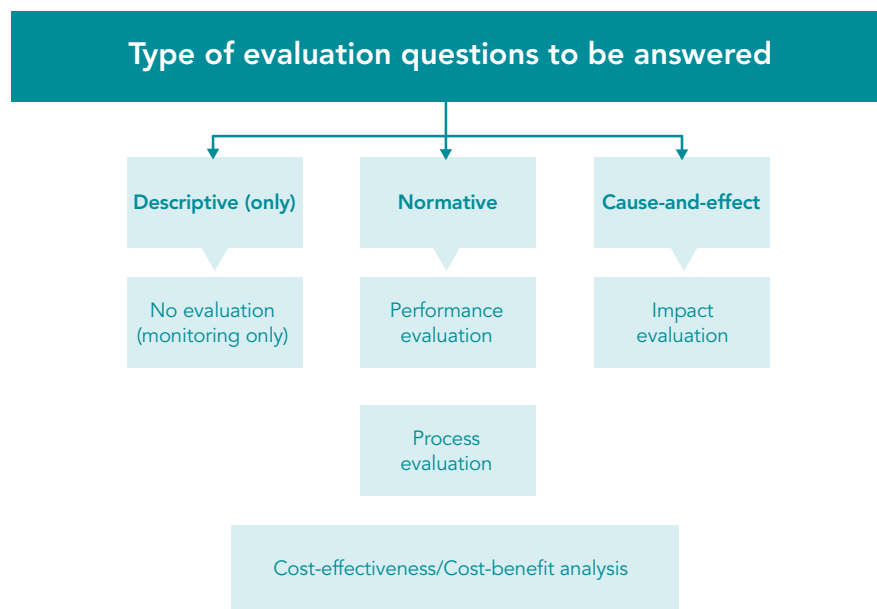 Type of evaluation questions to be answered
Descriptive (only)
Normative
Cause-and-effect
No evaluation
(monitoring only)
Performance
evaluation
Impact
evaluation
Process
evaluation
Cost-effectiveness/Cost-benefit analysis